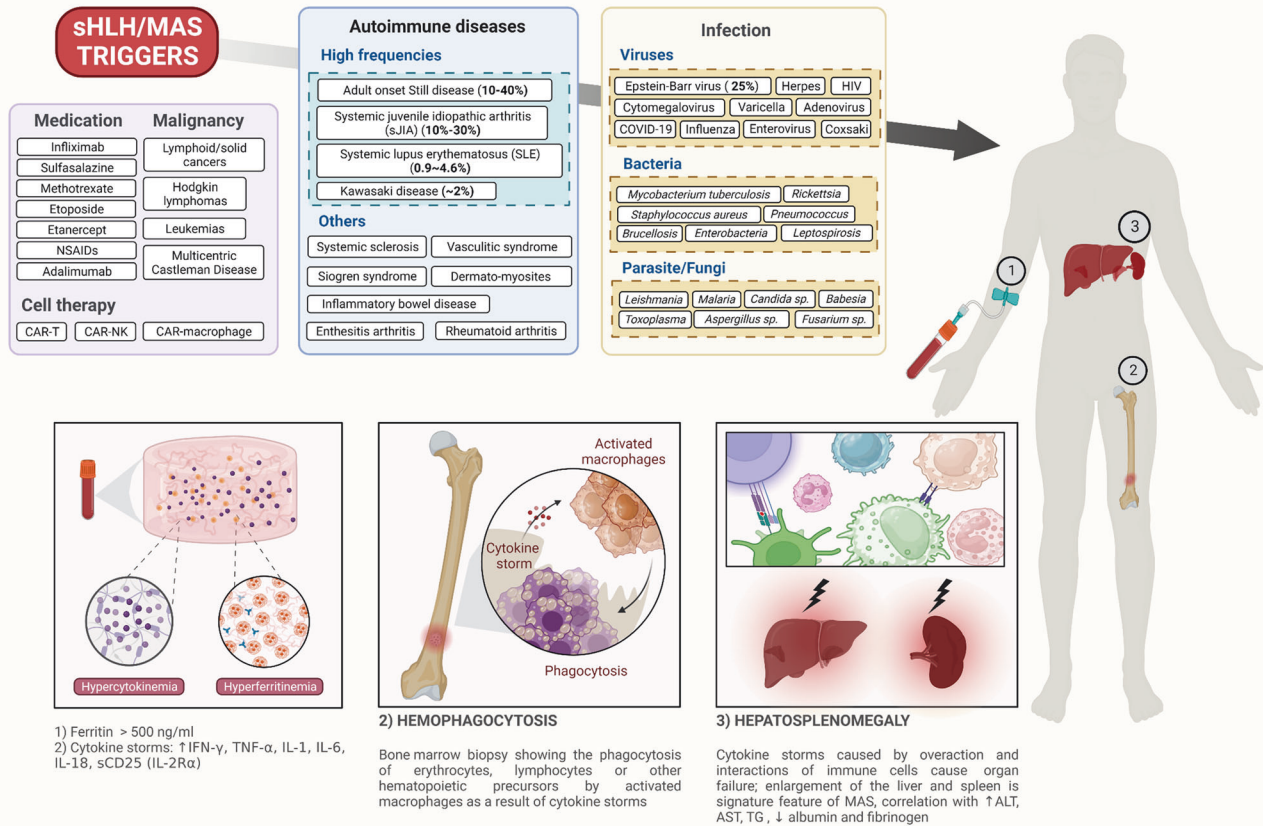 sHLH/MAS
TRIGGERS
Medication
Infliximab
Sulfasalazine
Methotrexate
Etoposide
Etanercept
NSAIDs
Adalimumab
Malignancy
Lymphoid/solid
cancers
Hodgkin
lymphomas
Leukemias
Multicentric
Castleman Disease
Cell therapy
CAR-T
CAR-NK
CAR-macrophage
Autoimmune diseases
High frequencies
Adult onset Still disease (10-40%)
Systemic juvenile idiopathic arthritis
(sJIA) (10%-30%)
Systemic lupus erythematosus (SLE)
(0.9~4.6%)
Kawasaki disease (~2%)
Others
Systemic sclerosis
Vasculitic syndrome
Siogren syndrome
Dermato-myosites
Inflammatory bowel disease
Enthesitis arthritis
Rheumatoid arthritis
Infection
Viruses
Epstein-Barr virus ( 25%)
Herpes
HIV
Cytomegalovirus
Varicella
Adenovirus
COVID-19
Influenza
Enterovirus
Coxsaki
Bacteria
Mycobacterium tuberculosis
Rickettsia
Staphylococcus aureus
Pneumococcus
Brucellosis
Enterobacteria
Leptospirosis
Parasite/Fungi
Leishmania
Malaria
Candida sp.
Babesia
Toxoplasma
Aspergillus sp.
Fusarium sp.
1
3
2
Hypercytokinemia
Hyperferritinemia
1) Ferritin > 500 ng/ml
2) Cytokine storms: ↑IFN-γ, TNF-α, IL-1, IL-6,
IL-18, sCD25 (IL-2Rα)
Activated
macrophages
Cytokine
storm
Phagocytosis
2) HEMOPHAGOCYTOSIS
Bone marrow biopsy showing the phagocytosis
of erythrocytes, lymphocytes or other
hematopoietic precursors by activated
macrophages as a result of cytokine storms
3) HEPATOSPLENOMEGALY
Cytokine storms caused by overaction and
interactions of immune cells cause organ
failure; enlargement of the liver and spleen is
signature feature of MAS, correlation with ↑ALT,
AST, TG , ↓ albumin and fibrinogen